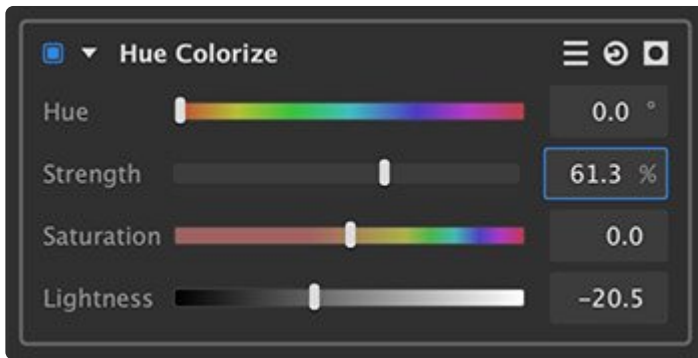 Hue Colorize
Hue 0.0 °
Strength 61.3 %
Saturation 0.0
Lightness −20.5